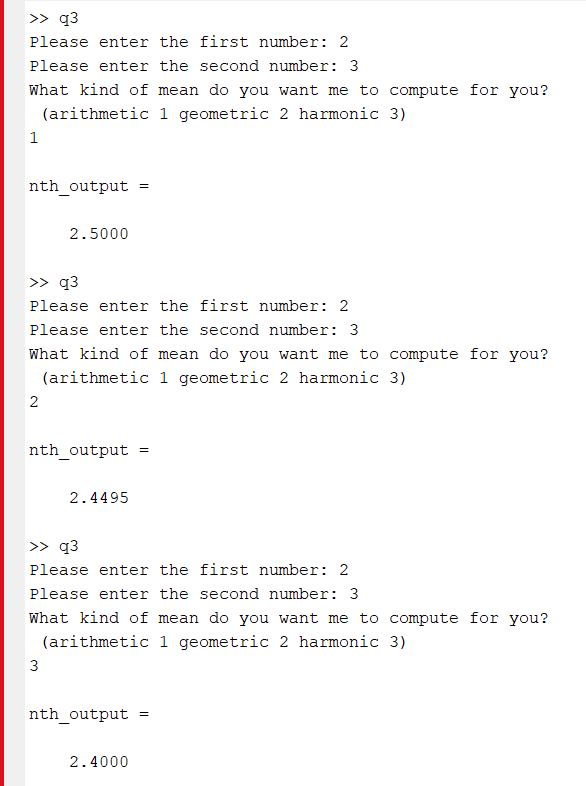 >> q3
Please enter the first number: 2
Please enter the second number: 3
What kind of mean do you want me to compute for you?
(arithmetic 1 geometric 2 harmonic 3)
1
nth_output =
2.5000
>> q3
Please enter the first number: 2
Please enter the second number: 3
What kind of mean do you want me to compute for you?
(arithmetic 1 geometric 2 harmonic 3)
2
nth_output =
2.4495
>> q3
Please enter the first number: 2
Please enter the second number: 3
What kind of mean do you want me to compute for you?
(arithmetic 1 geometric 2 harmonic 3)
3
nth_output =
2.4000